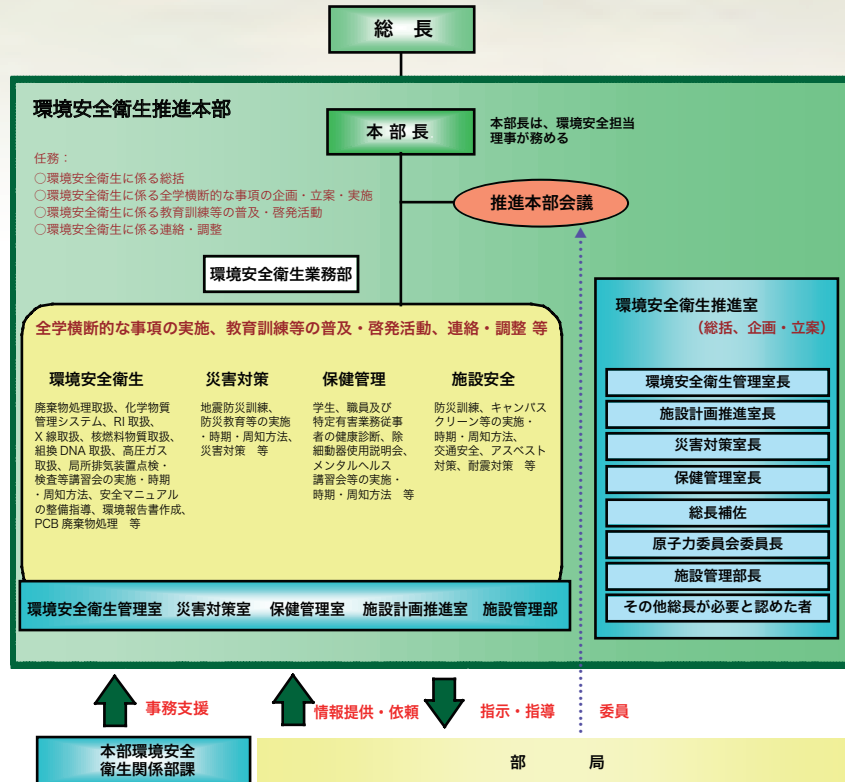 総 長
環境安全衛生推進本部
本 部 長
本部長は、環境安全担当
理事が務める
任務：
○環境安全衛生に係る総括
○環境安全衛生に係る全学横断的な事項の企画・立案・実施
○環境安全衛生に係る教育訓練等の普及・啓発活動
○環境安全衛生に係る連絡・調整
推進本部会議
環境安全衛生業務部
全学横断的な事項の実施、教育訓練等の普及・啓発活動、連絡・調整 等
環境安全衛生
廃棄物処理取扱、化学物質
管理システム、RI 取扱、
X 線取扱、核燃料物質取扱、
組換 DNA 取扱、高圧ガス
取扱、局所排気装置点検・
検査等講習会の実施・時期
・周知方法、安全マニュアル
の整備指導、環境報告書作成、
PCB 廃棄物処理　等
災害対策
地震防災訓練、
防災教育等の実施
・時期・周知方法、
災害対策　等
保健管理
学生、職員及び
特定有害業務従事
者の健康診断、除
細動器使用説明会、
メンタルヘルス
講習会等の実施・
時期・周知方法　等
施設安全
防災訓練、キャンパス
クリーン等の実施・
時期・周知方法、
交通安全、アスベスト
対策、耐震対策　等
環境安全衛生管理室　災害対策室　保健管理室　施設計画推進室　施設管理部
環境安全衛生推進室
（総括、企画・立案）
環境安全衛生管理室長
施設計画推進室長
災害対策室長
保健管理室長
総長補佐
原子力委員会委員長
施設管理部長
その他総長が必要と認めた者
事務支援
情報提供・依頼
指示・指導
委員
本部環境安全
衛生関係部課
部　　局